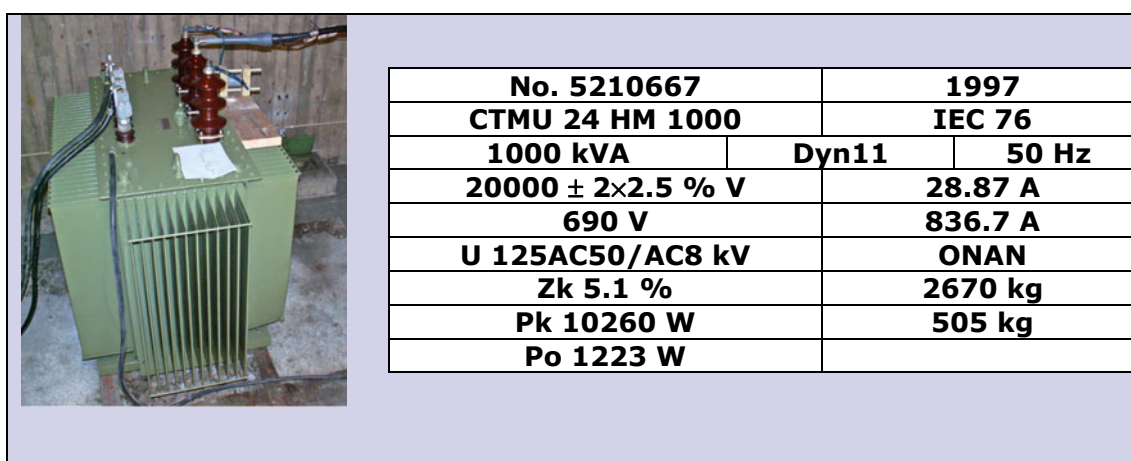 No. 5210667 1997
CTMU 24 HM 1000 IEC 76
1000 kVA Dyn11 50 Hz
20000 ± 2×2.5 % V 28.87 A
690 V 836.7 A
U 125AC50/AC8 kV ONAN
Zk 5.1 % 2670 kg
Pk 10260 W 505 kg
Po 1223 W